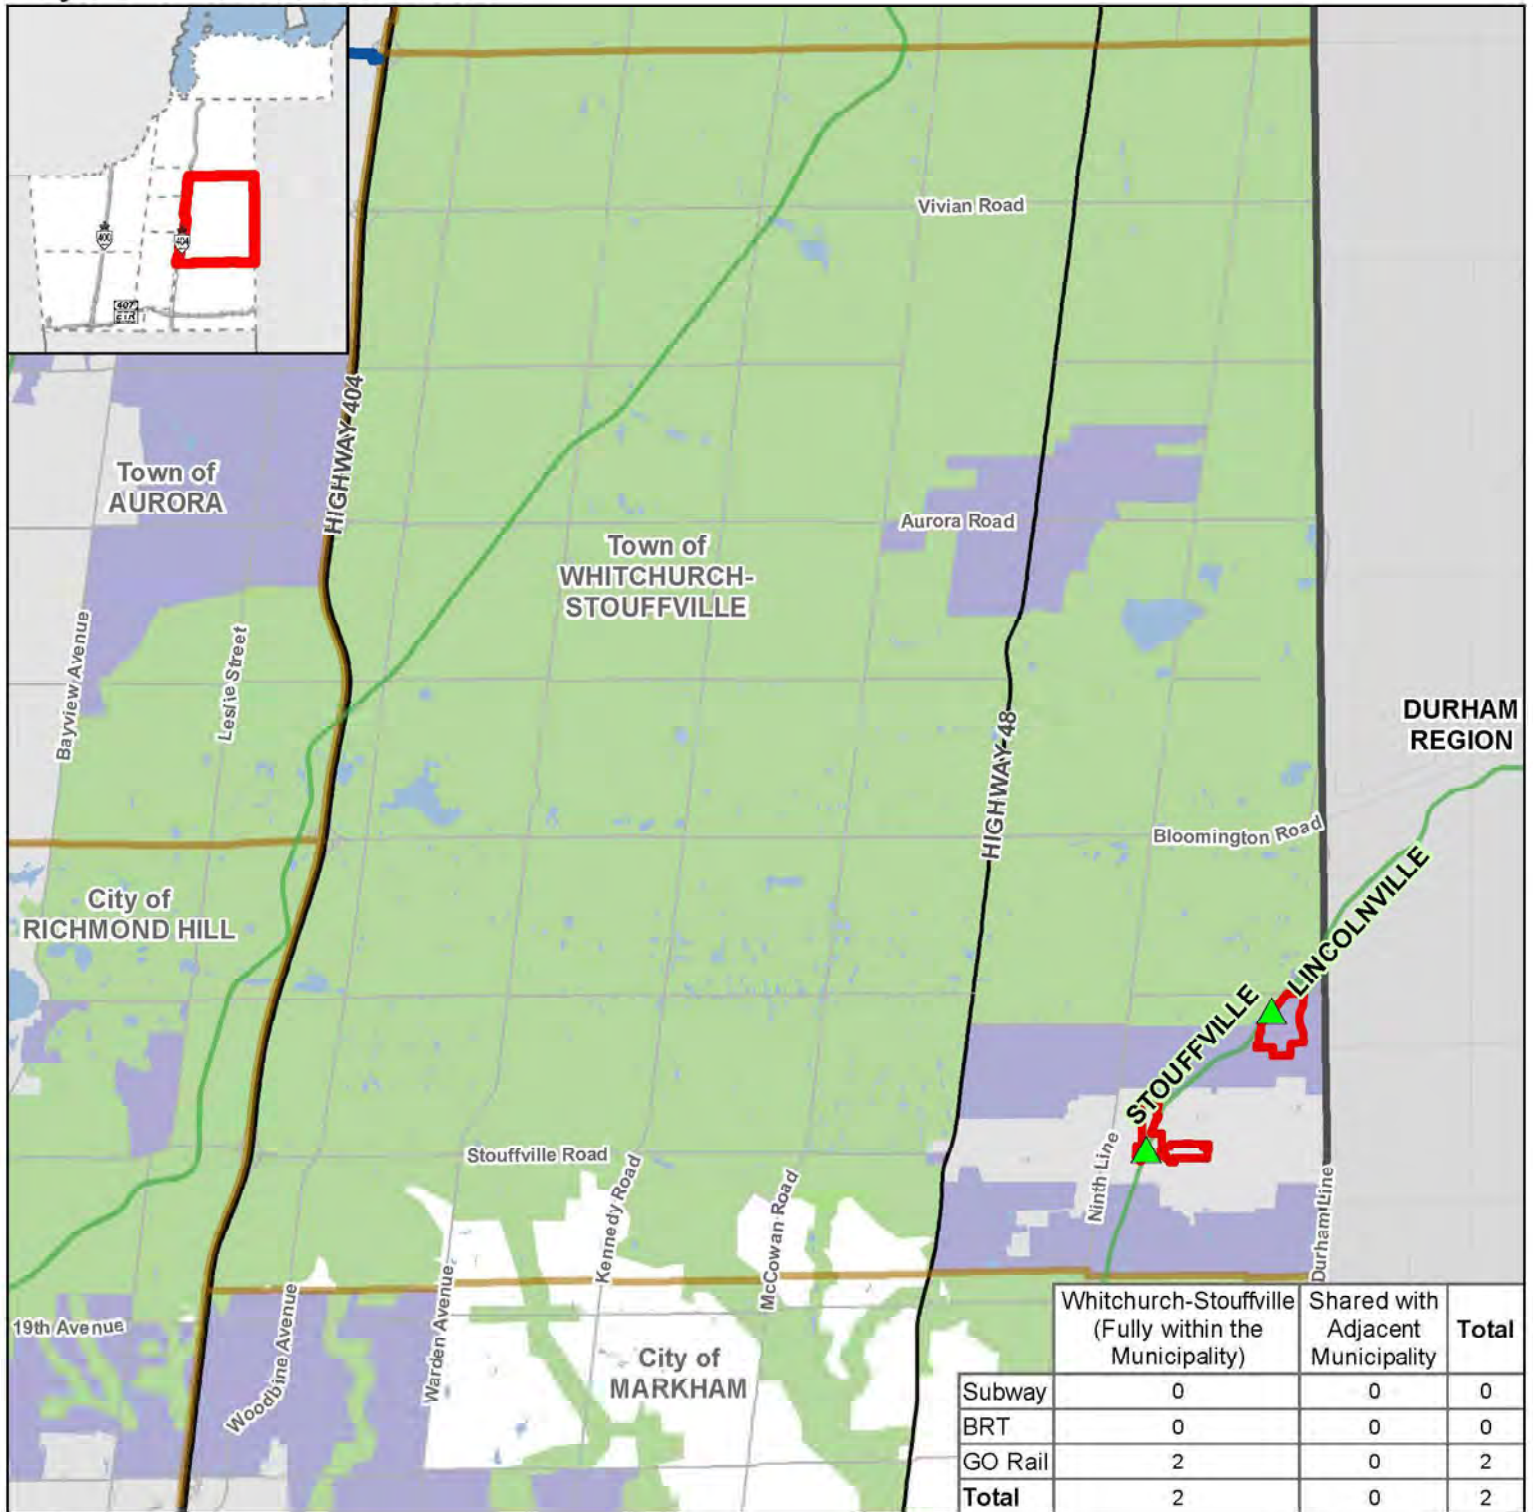 400
404
407
ETR
Vivian Road
HIGHWAY 404
Town of
AURORA
Aurora Road
Town of
WHITCHURCH-
STOUFFVILLE
Bayview Avenue
Leslie Street
DURHAM
REGION
HIGHWAY 48
Bloomington Road
City of
RICHMOND HILL
LINCOLNVILLE
STOUFFVILLE
Stouffville Road
Kennedy Road
McCowan Road
Ninth Line
Durham Line
19th Avenue
Woodbine Avenue
Warden Avenue
City of
MARKHAM
Whitchurch-Stouffville Shared with
(Fully within the Adjacent Total
Municipality) Municipality
Subway 0 0 0
BRT 0 0 0
GO Rail 2 0 2
Total 2 0 2